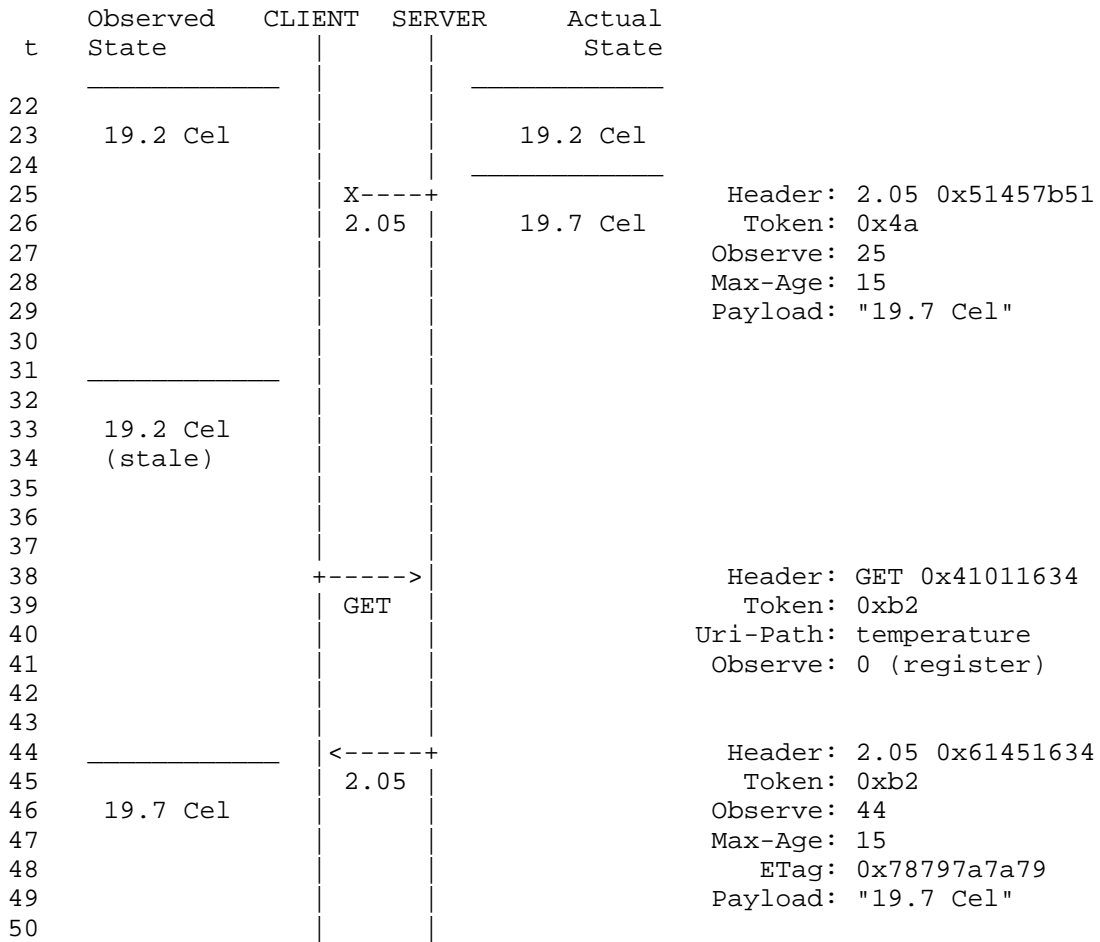 Observed   CLIENT  SERVER     Actual
 t   State         |      |         State
     ____________  |      |  ____________
22                 |      |
23    19.2 Cel     |      |     19.2 Cel
24                 |      |  ____________
25                 | X----+                  Header: 2.05 0x51457b51
26                 | 2.05 |     19.7 Cel      Token: 0x4a
27                 |      |                 Observe: 25
28                 |      |                 Max-Age: 15
29                 |      |                 Payload: "19.7 Cel"
30                 |      |
31   ____________  |      |
32                 |      |
33    19.2 Cel     |      |
34    (stale)      |      |
35                 |      |
36                 |      |
37                 |      |
38                 +----->|                  Header: GET 0x41011634
39                 | GET  |                   Token: 0xb2
40                 |      |                Uri-Path: temperature
41                 |      |                 Observe: 0 (register)
42                 |      |
43                 |      |
44   ____________  |<-----+                  Header: 2.05 0x61451634
45                 | 2.05 |                   Token: 0xb2
46    19.7 Cel     |      |                 Observe: 44
47                 |      |                 Max-Age: 15
48                 |      |                    ETag: 0x78797a7a79
49                 |      |                 Payload: "19.7 Cel"
50                 |      |